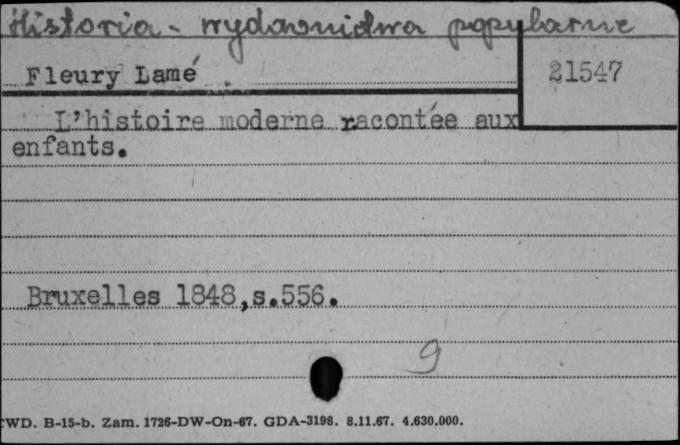 Historia - wydawnictwa popularne
Fleury Lamé
21547
L'histoire moderne racontée aux
enfants.
Bruxelles 1848,s.556.
9
CWD. B-15-b. Zam. 1726-DW-On-67. GDA-3198. 8.11.67. 4.630.000.